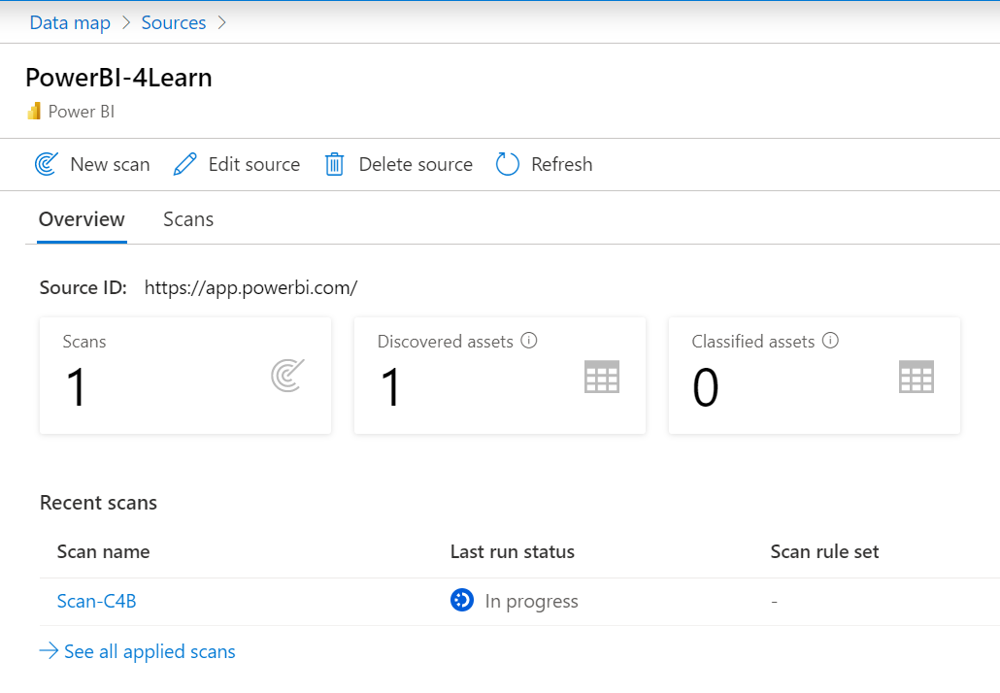 Data map > Sources >
PowerBI-4Learn
Power BI
New scan Edit source Delete source Refresh
Overview Scans
Source ID: https://app.powerbi.com/
Scans Discovered assets Classified assets
1 1 0
Recent scans
Scan name Last run status Scan rule set
Scan-C4B In progress -
→ See all applied scans